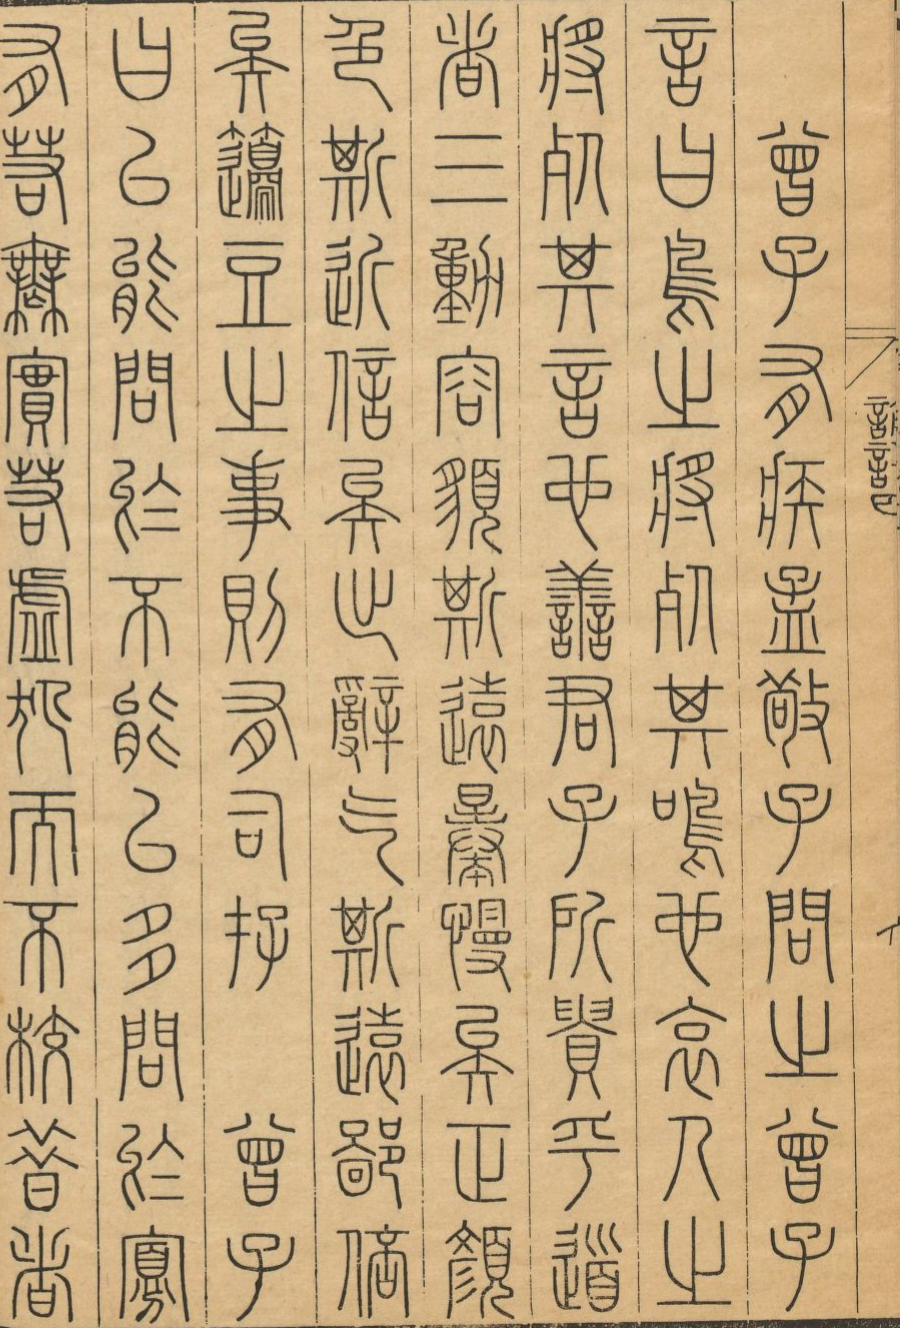 曾子有疾孟敬子問之曾子
言曰鳥之將死其鳴也哀人之
將死其言也善君子所貴乎道
者三動容貌斯遠暴慢矣正顏
色斯近信矣出辭气斯遠鄙倍
矣籩豆之事則有司存 曾子
曰以能問於不能以多問於寡
有若無實若虛犯而不校昔者